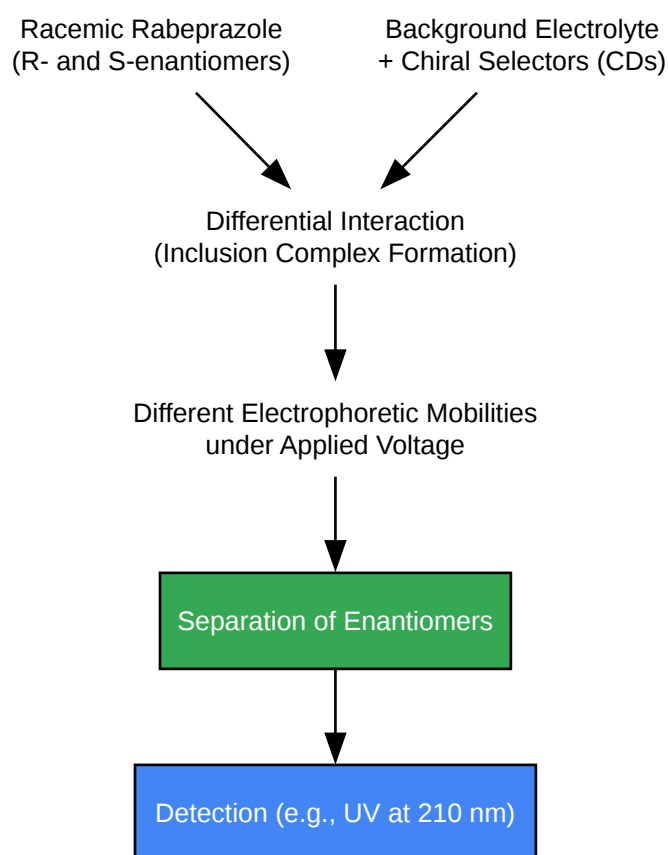 Racemic Rabeprazole
(R- and S-enantiomers)
Background Electrolyte
+ Chiral Selectors (CDs)
Differential Interaction
(Inclusion Complex Formation)
Different Electrophoretic Mobilities
under Applied Voltage
Separation of Enantiomers
Detection (e.g., UV at 210 nm)